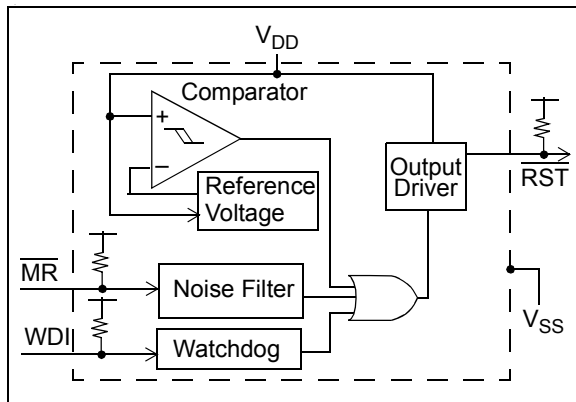 VDD
Comparator
+
−
Reference
Voltage
Output
Driver
RST
MR
Noise Filter
WDI
Watchdog
VSS